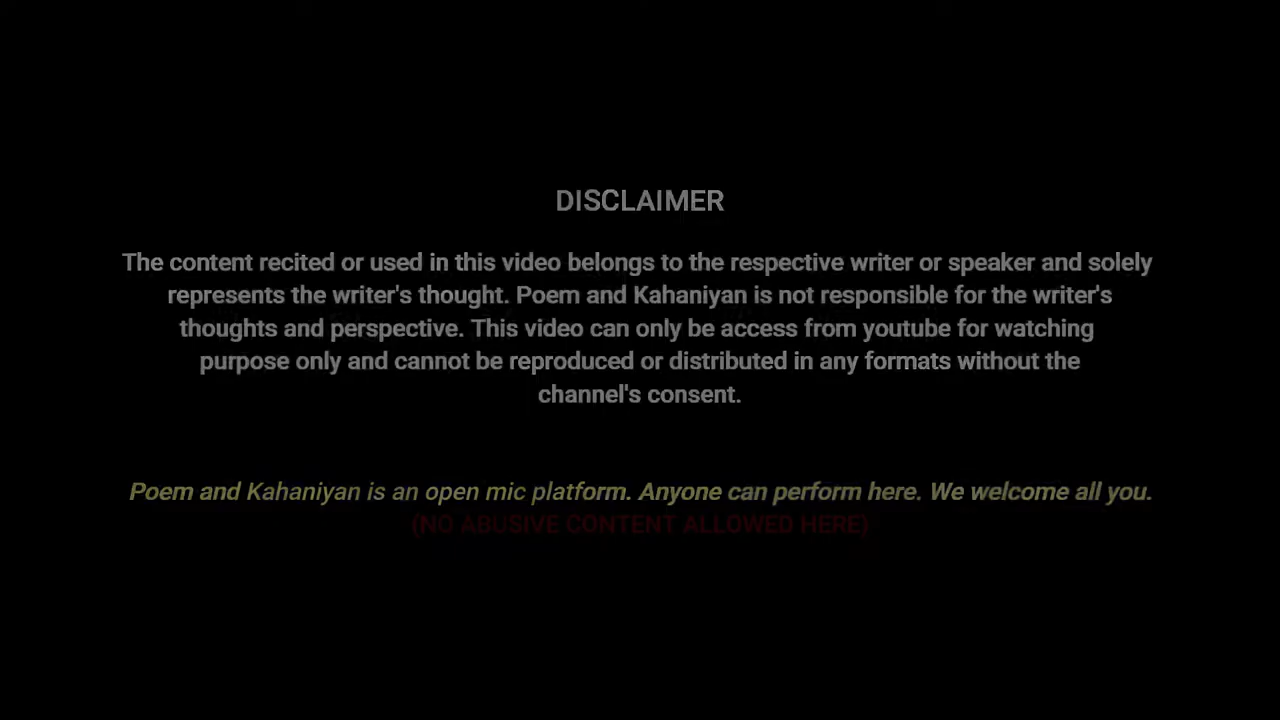 DISCLAIMER
The content recited or used in this video belongs to the respective writer or speaker and solely
represents the writer's thought. Poem and Kahaniyan is not responsible for the writer's
thoughts and perspective. This video can only be access from youtube for watching
purpose only and cannot be reproduced or distributed in any formats without the
channel's consent.
Poem and Kahaniyan is an open mic platform. Anyone can perform here. We welcome all you.
(NO ABUSIVE CONTENT ALLOWED HERE)